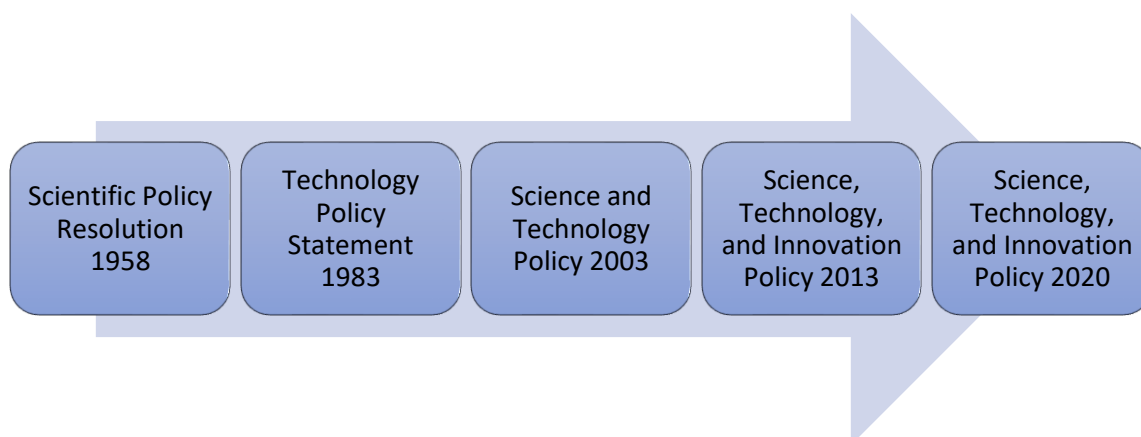 Scientific Policy
Resolution
1958
Technology
Policy
Statement
1983
Science and
Technology
Policy 2003
Science,
Technology,
and Innovation
Policy 2013
Science,
Technology,
and Innovation
Policy 2020